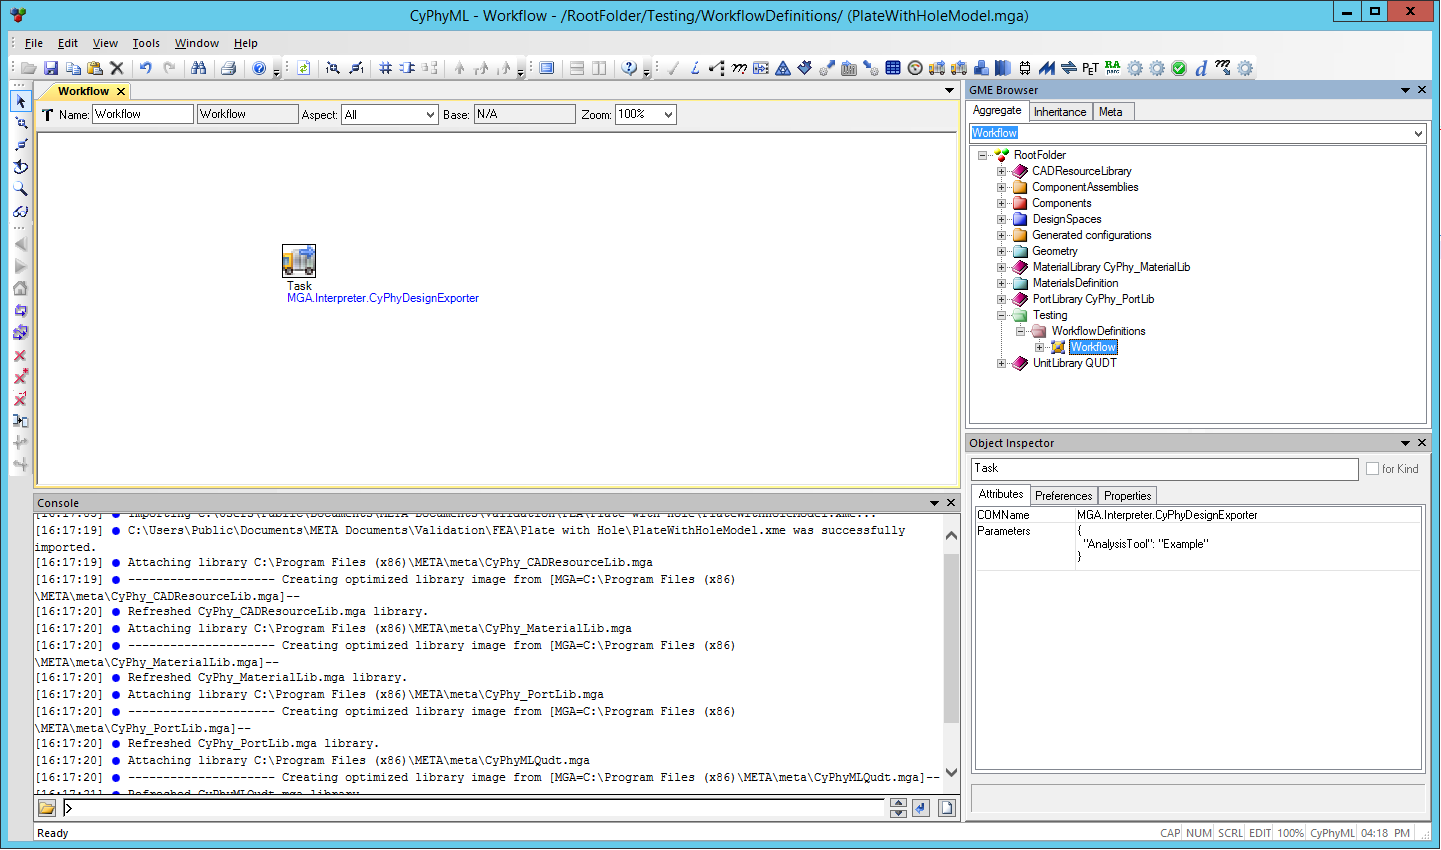 CyPhyML - Workflow - /RootFolder/Testing/WorkflowDefinitions/ (PlateWithHoleModel.mga)
File Edit View Tools Window Help
PET RA parc
Workflow
Name: Workflow Workflow Aspect: All Base: N/A Zoom: 100%
Task
MGA.Interpreter.CyPhyDesignExporter
GME Browser
Aggregate Inheritance Meta
Workflow
RootFolder
CADResourceLibrary
ComponentAssemblies
Components
DesignSpaces
Generated configurations
Geometry
MaterialLibrary CyPhy_MaterialLib
MaterialsDefinition
PortLibrary CyPhy_PortLib
Testing
WorkflowDefinitions
Workflow
UnitLibrary QUDT
Object Inspector
Task for Kind
Attributes Preferences Properties
COMName MGA.Interpreter.CyPhyDesignExporter
Parameters {
"AnalysisTool": "Example"
}
Console
[16:17:19] ● C:\Users\Public\Documents\META Documents\Validation\FEA\Plate with Hole\PlateWithHoleModel.xme was successfully
imported.
[16:17:19] ● Attaching library C:\Program Files (x86)\META\meta\CyPhy_CADResourceLib.mga
[16:17:19] ● --------------------- Creating optimized library image from [MGA=C:\Program Files (x86)
\META\meta\CyPhy_CADResourceLib.mga]--
[16:17:20] ● Refreshed CyPhy_CADResourceLib.mga library.
[16:17:20] ● Attaching library C:\Program Files (x86)\META\meta\CyPhy_MaterialLib.mga
[16:17:20] ● --------------------- Creating optimized library image from [MGA=C:\Program Files (x86)
\META\meta\CyPhy_MaterialLib.mga]--
[16:17:20] ● Refreshed CyPhy_MaterialLib.mga library.
[16:17:20] ● Attaching library C:\Program Files (x86)\META\meta\CyPhy_PortLib.mga
[16:17:20] ● --------------------- Creating optimized library image from [MGA=C:\Program Files (x86)
\META\meta\CyPhy_PortLib.mga]--
[16:17:20] ● Refreshed CyPhy_PortLib.mga library.
[16:17:20] ● Attaching library C:\Program Files (x86)\META\meta\CyPhyMLQudt.mga
[16:17:20] ● --------------------- Creating optimized library image from [MGA=C:\Program Files (x86)\META\meta\CyPhyMLQudt.mga]--
[16:17:21] ● Refreshed CyPhyMLQudt.mga library.
>
Ready
CAP NUM SCRL EDIT 100% CyPhyML 04:18 PM